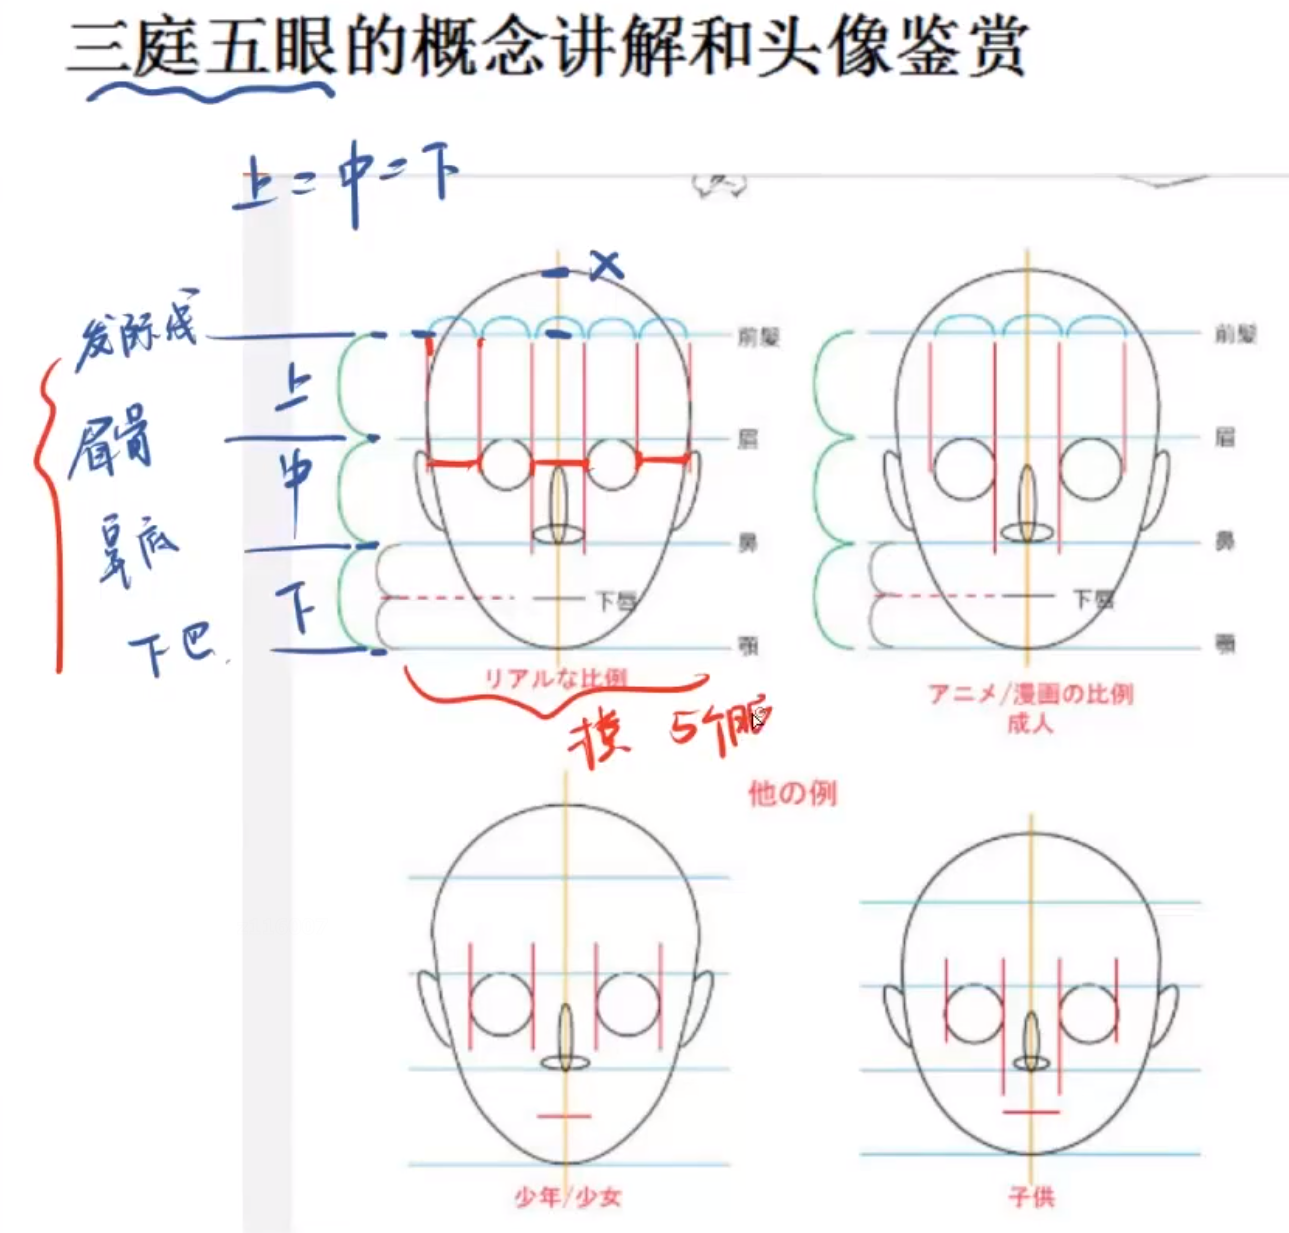 三庭五眼的概念讲解和头像鉴赏
上=中=下
×
发际线
前髪
前髪
上
眉骨
眉
眉
中
鼻底
鼻
鼻
下
下唇
下唇
下巴
顎
顎
リアルな比例
アニメ/漫画の比例
成人
横 5个眼
他の例
少年/少女
子供